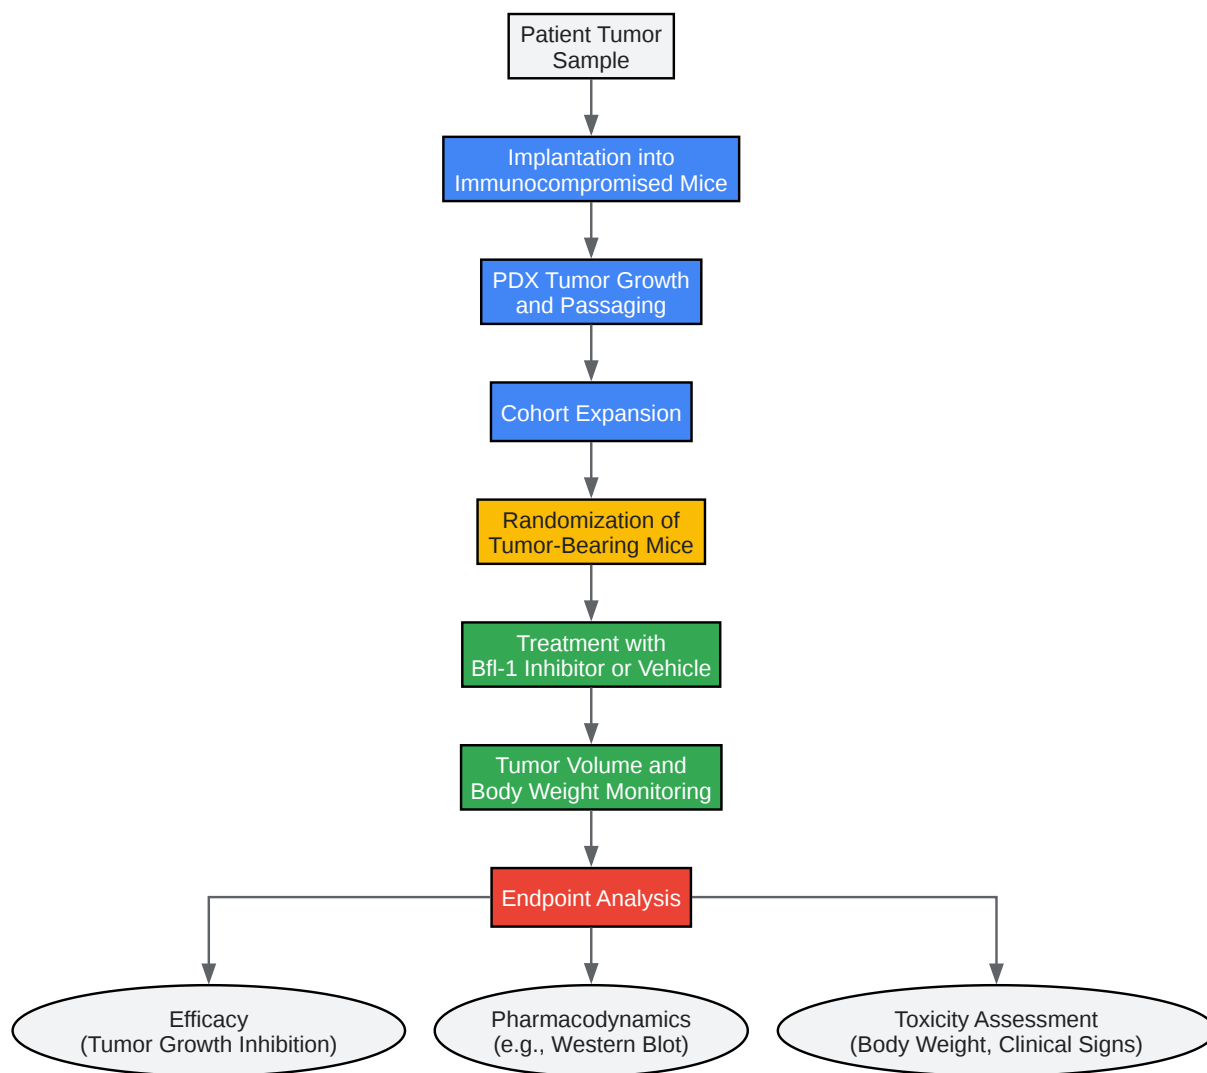 Patient Tumor
Sample
Implantation into
Immunocompromised Mice
PDX Tumor Growth
and Passaging
Cohort Expansion
Randomization of
Tumor-Bearing Mice
Treatment with
Bfl-1 Inhibitor or Vehicle
Tumor Volume and
Body Weight Monitoring
Endpoint Analysis
Efficacy
(Tumor Growth Inhibition)
Pharmacodynamics
(e.g., Western Blot)
Toxicity Assessment
(Body Weight, Clinical Signs)